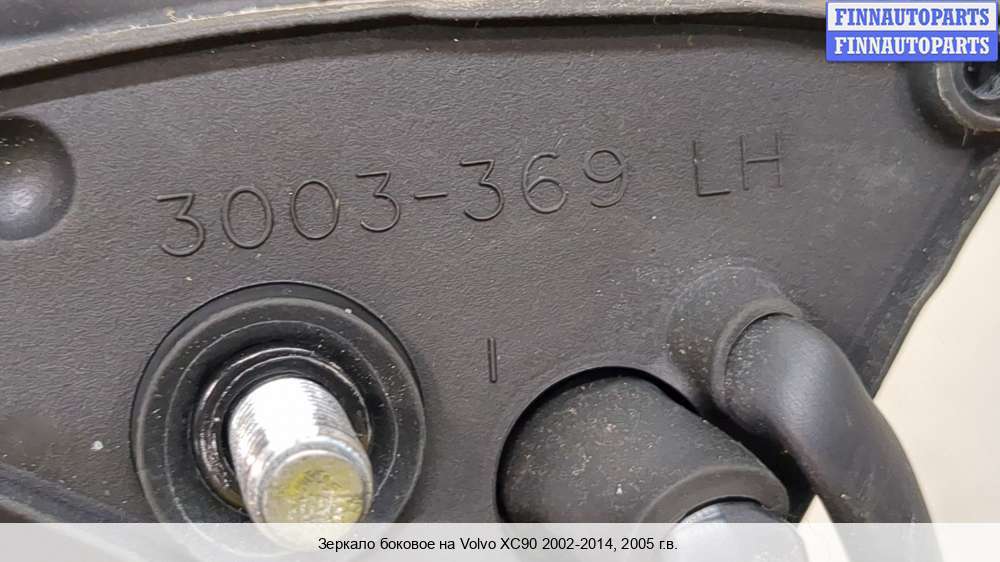 FINNAUTOPARTS
FINNAUTOPARTS
3003-369 LH
I
Зеркало боковое на Volvo XC90 2002-2014, 2005 г.в.